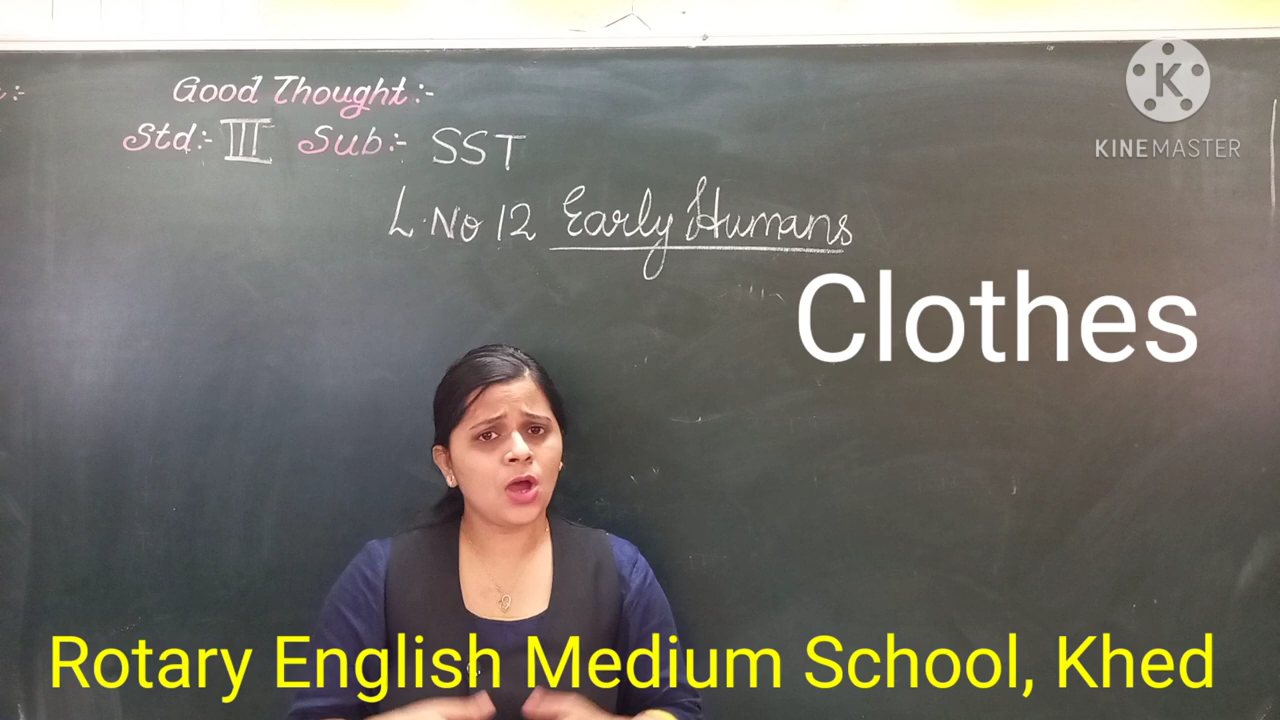 Good Thought:-
Std:- III Sub:- SST
L.No 12 Early Humans
Clothes
K
KINEMASTER
Rotary English Medium School, Khed